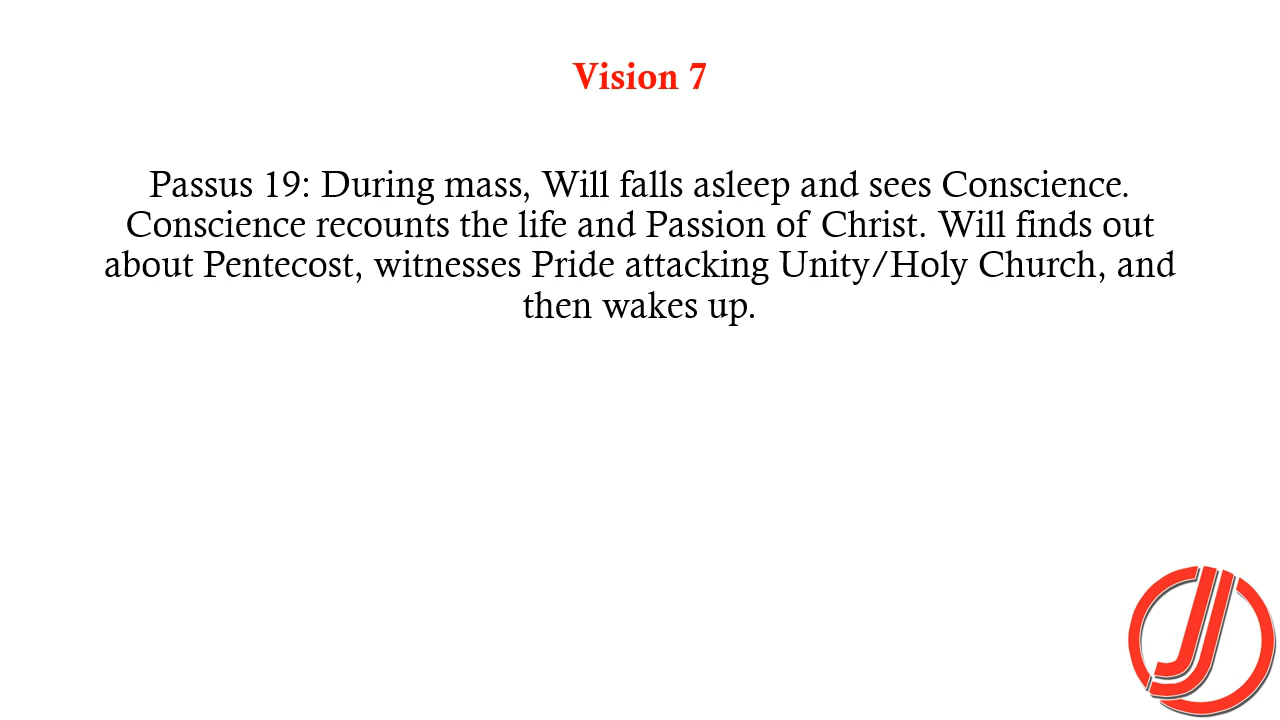 Vision 7
Passus 19: During mass, Will falls asleep and sees Conscience.
Conscience recounts the life and Passion of Christ. Will finds out
about Pentecost, witnesses Pride attacking Unity/Holy Church, and
then wakes up.